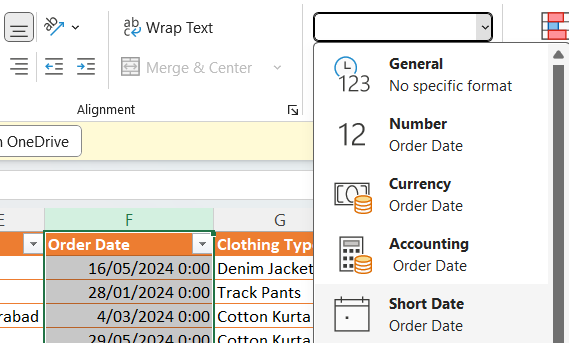 ab Wrap Text
Merge & Center
Alignment
OneDrive
General
123 No specific format
Number
12 Order Date
Currency
Order Date
Accounting
Order Date
Short Date
Order Date
E F G
Order Date Clothing Typ
16/05/2024 0:00 Denim Jacket
28/01/2024 0:00 Track Pants
rabad 4/03/2024 0:00 Cotton Kurta
29/05/2024 0:00 Cotton Kurta